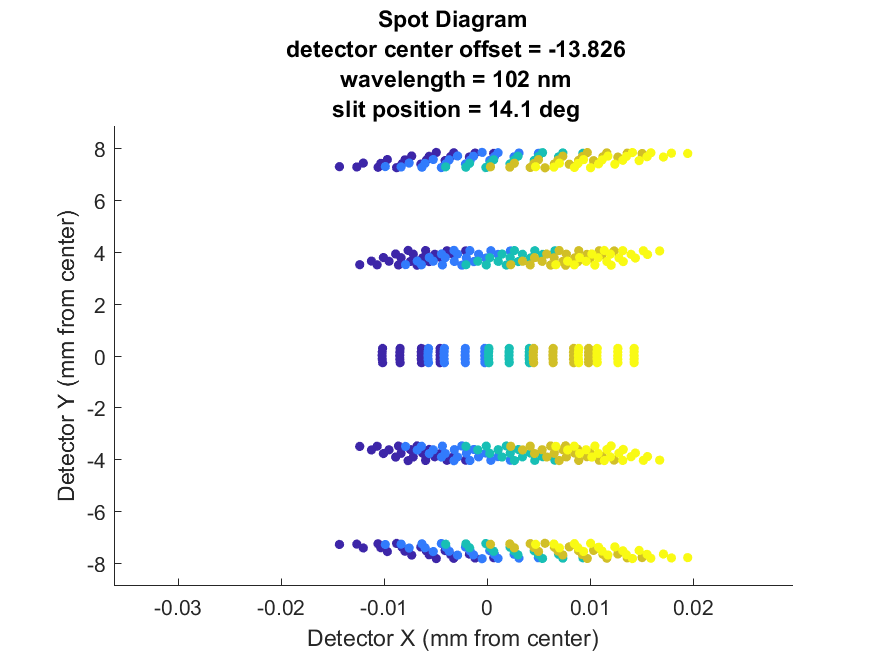 Spot Diagram
detector center offset = -13.826
wavelength = 102 nm
slit position = 14.1 deg
8
6
4
2
0
-2
-4
-6
-8
Detector Y (mm from center)
-0.03 -0.02 -0.01 0 0.01 0.02
Detector X (mm from center)